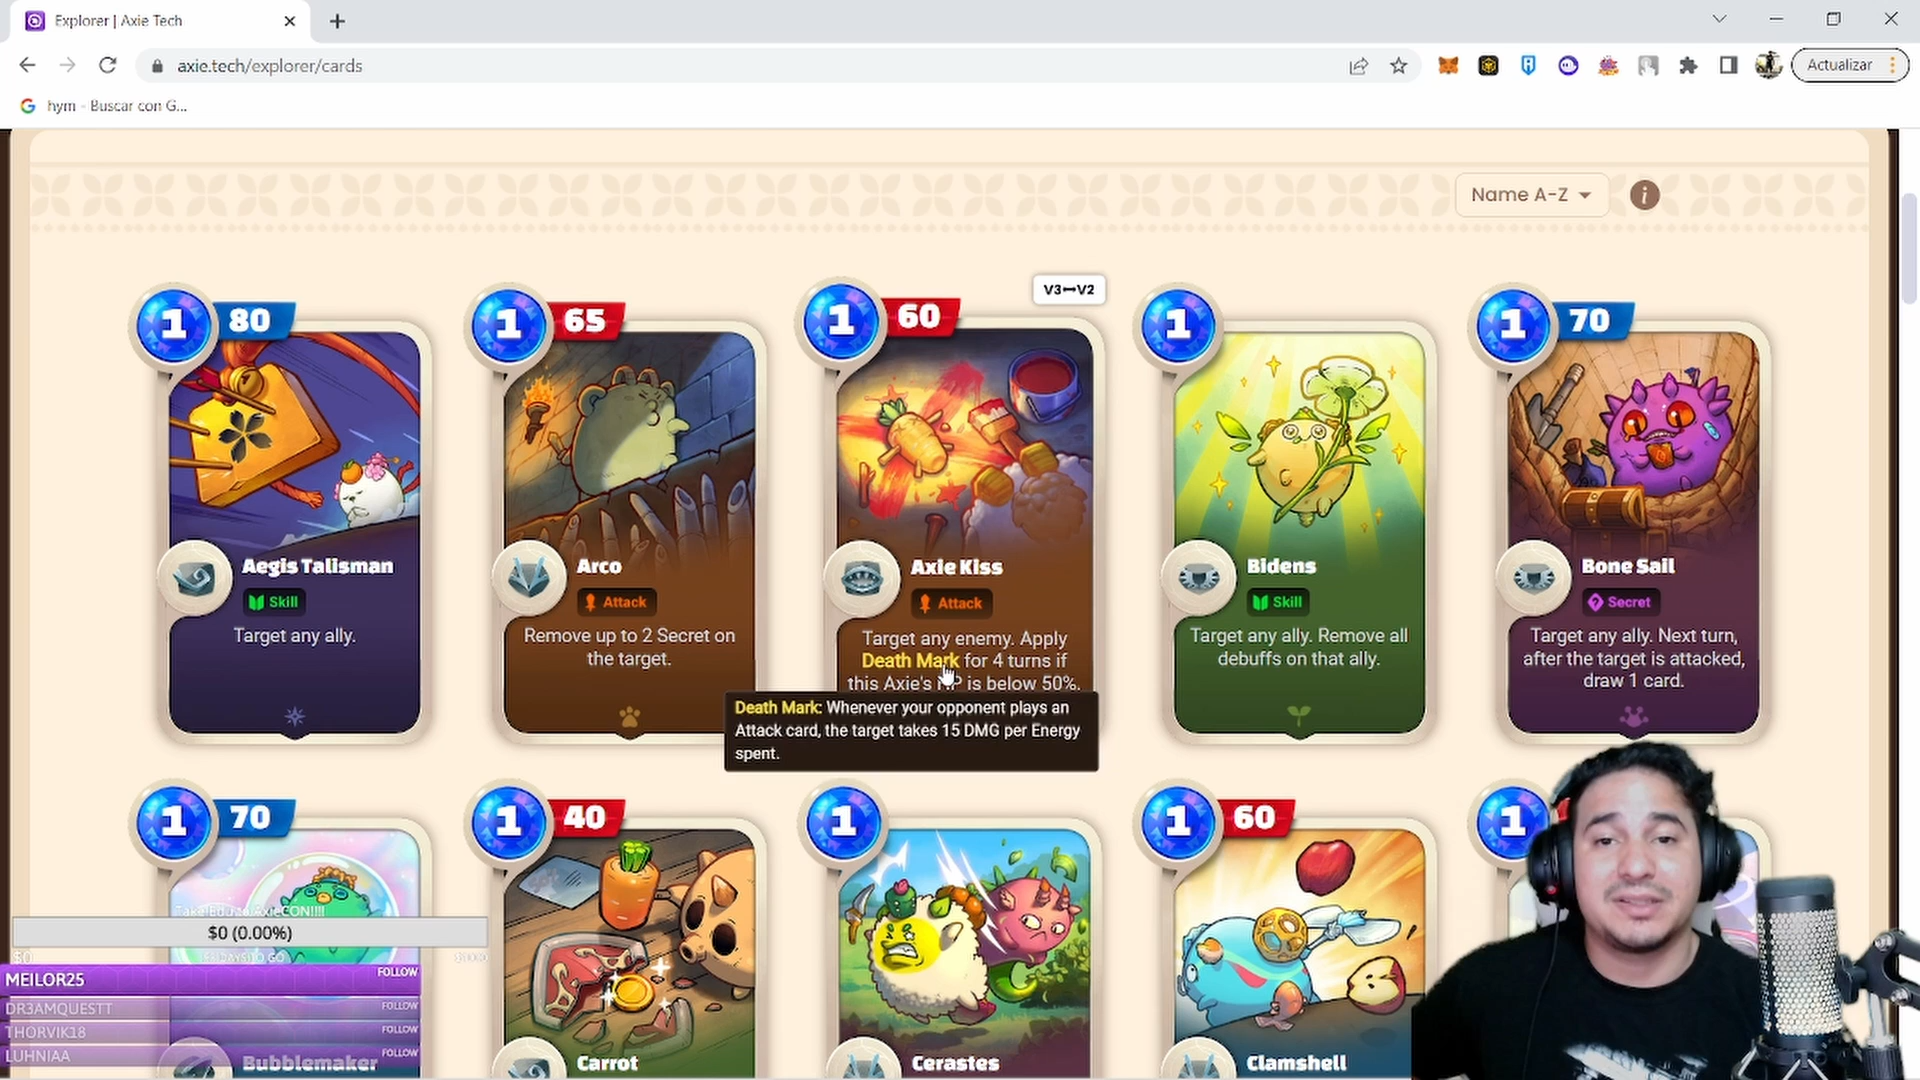 Explorer | Axie Tech
axie.tech/explorer/cards
Actualizar
hym - Buscar con G...
Name A-Z
i
V3↔V2
1 80
1 65
1 60
1
1 70
Aegis Talisman
Skill
Target any ally.
Arco
Attack
Remove up to 2 Secret on
the target.
Axie Kiss
Attack
Target any enemy. Apply
Death Mark for 4 turns if
this Axie's HP is below 50%.
Death Mark: Whenever your opponent plays an
Attack card, the target takes 15 DMG per Energy
spent.
Bidens
Skill
Target any ally. Remove all
debuffs on that ally.
Bone Sail
Secret
Target any ally. Next turn,
after the target is attacked,
draw 1 card.
1 70
1 40
1
1 60
1
$0 (0.00%)
MEILOR25 FOLLOW
DR3AMQUESTT FOLLOW
THORVIK18 FOLLOW
LUHNIAA FOLLOW
Bubblemaker
Carrot
Cerastes
Clamshell